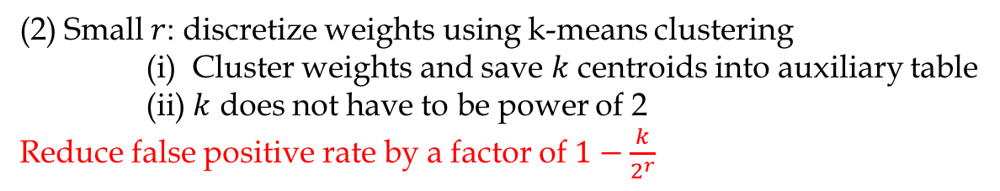 (2) Small r: discretize weights using k-means clustering
(i) Cluster weights and save k centroids into auxiliary table
(ii) k does not have to be power of 2
Reduce false positive rate by a factor of 1 − k/2^r